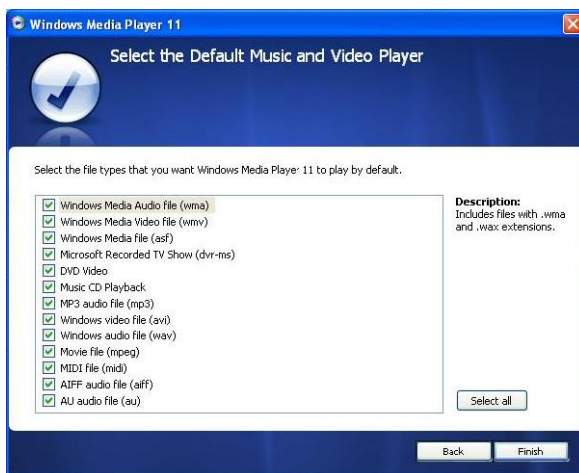 Windows Media Player 11
Select the Default Music and Video Player
Select the file types that you want Windows Media Player 11 to play by default.
Windows Media Audio file (wma)
Windows Media Video file (wmv)
Windows Media file (asf)
Microsoft Recorded TV Show (dvr-ms)
DVD Video
Music CD Playback
MP3 audio file (mp3)
Windows video file (avi)
Windows audio file (wav)
Movie file (mpeg)
MIDI file (midi)
AIFF audio file (aiff)
AU audio file (au)
Description:
Includes files with .wma
and .wax extensions.
Select all
Back
Finish